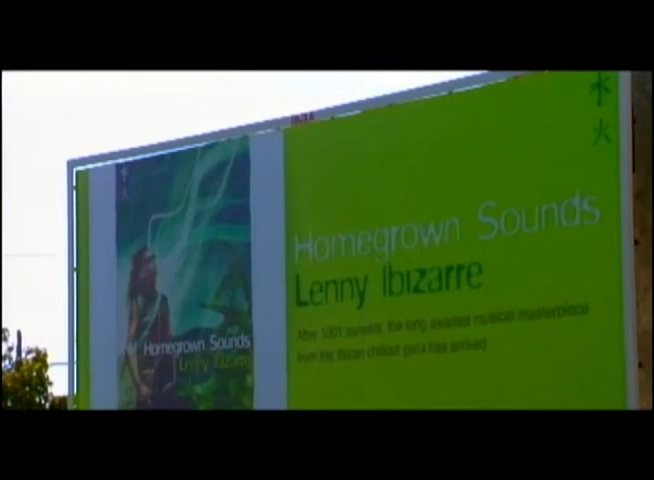 水
火
Homegrown Sounds
Lenny Ibizarre
After 1001 sunsets, the long awaited musical masterpiece
from the Ibizan chillout guru has arrived
Homegrown Sounds
Lenny Ibizarre